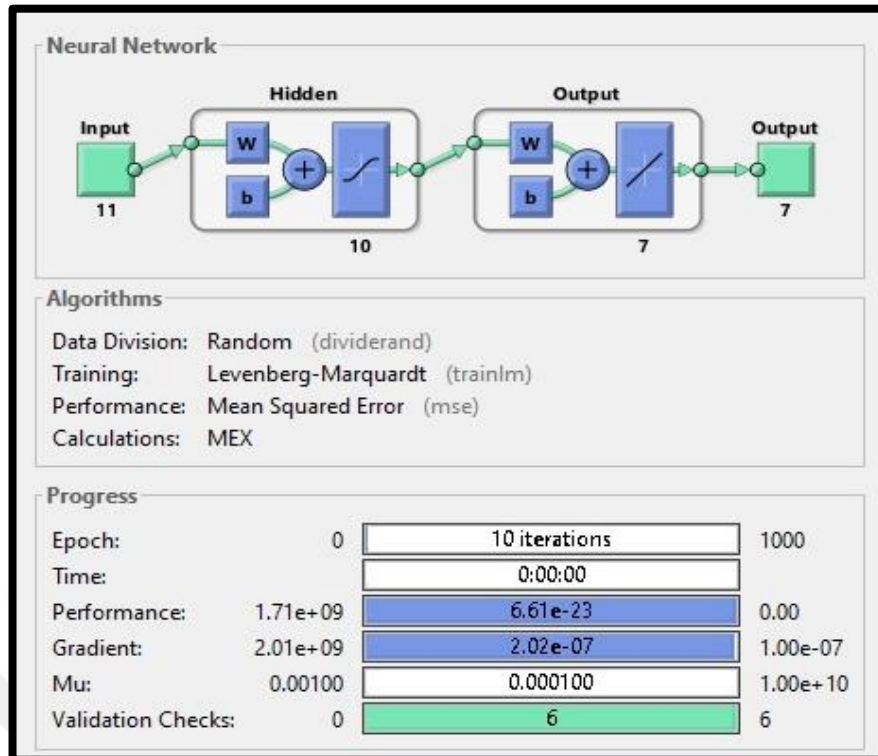 Neural Network
Hidden Output
Input W b + W b + Output
11 10 7 7
Algorithms
Data Division: Random (dividerand)
Training: Levenberg-Marquardt (trainlm)
Performance: Mean Squared Error (mse)
Calculations: MEX
Progress
Epoch: 0 10 iterations 1000
Time: 0:00:00
Performance: 1.71e+09 6.61e-23 0.00
Gradient: 2.01e+09 2.02e-07 1.00e-07
Mu: 0.00100 0.000100 1.00e+10
Validation Checks: 0 6 6